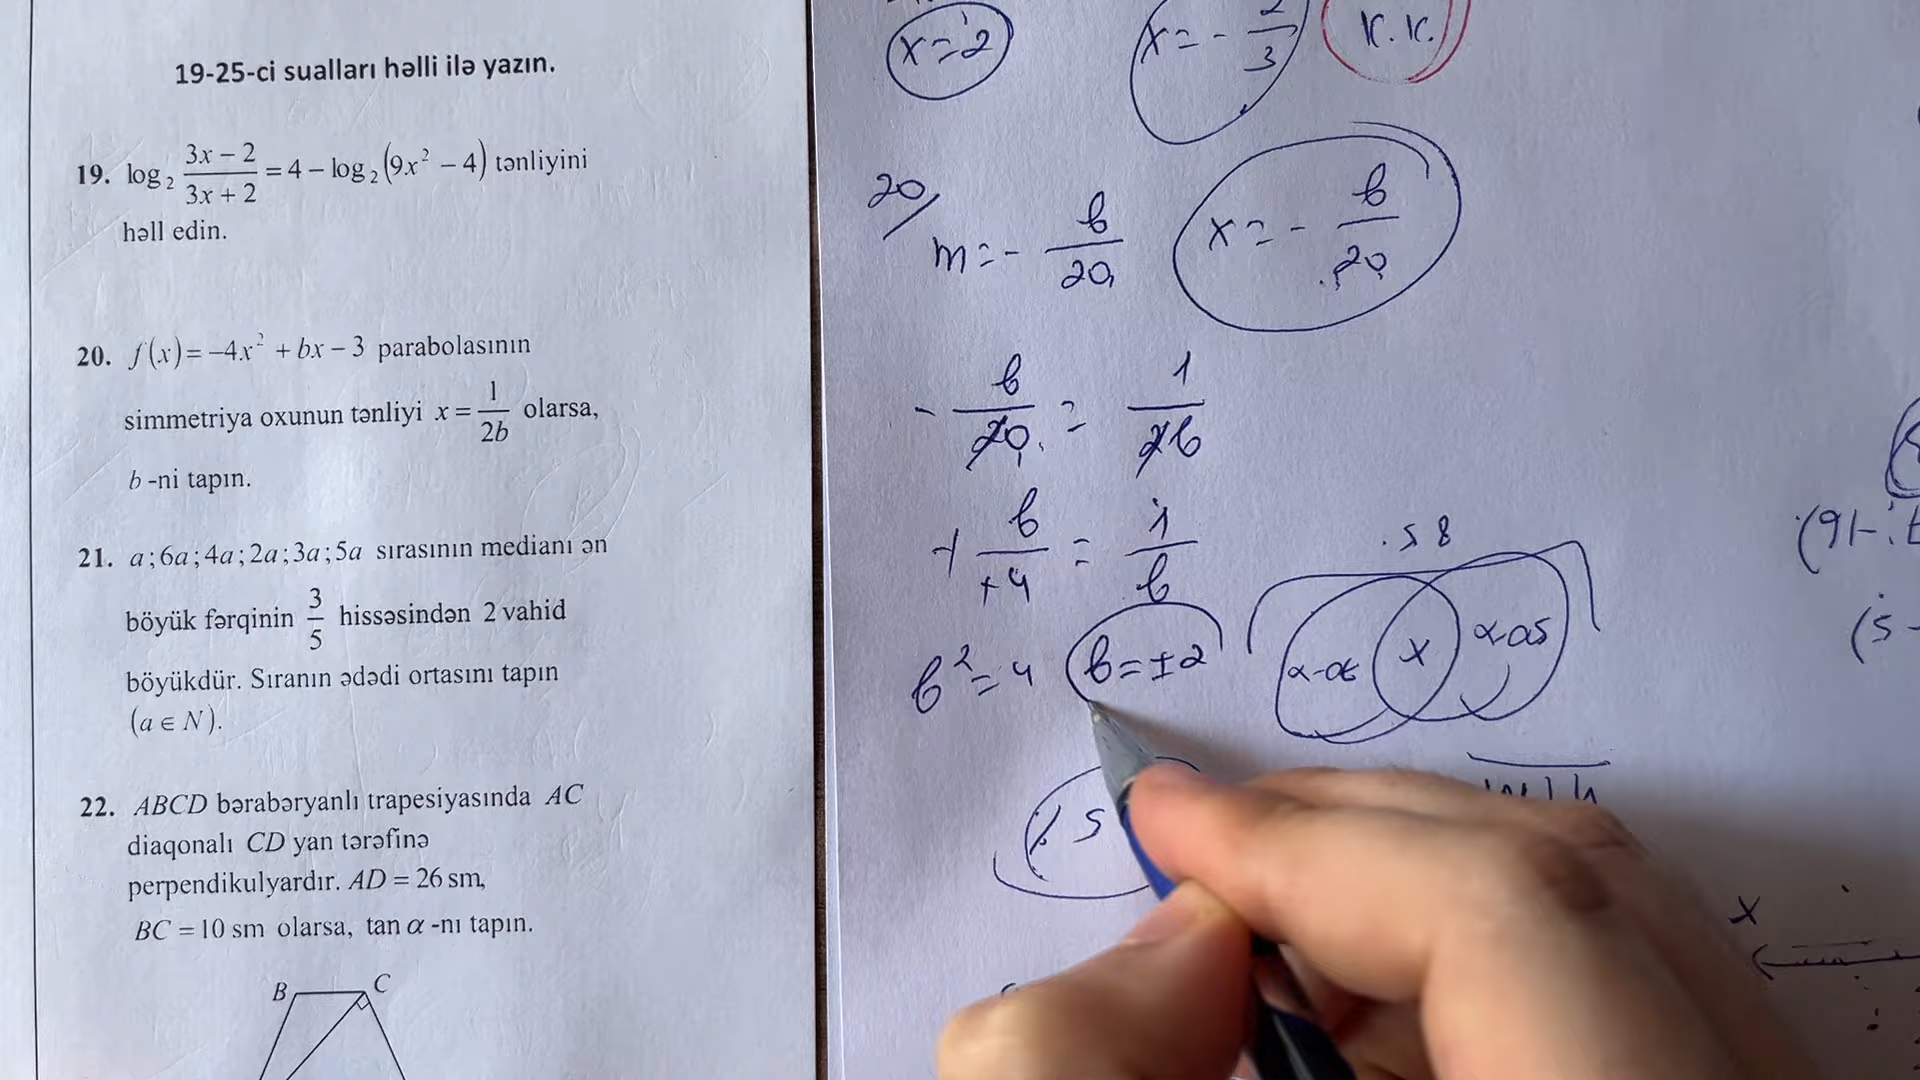 19-25-ci sualları həlli ilə yazın.
19. log₂ (3x − 2)/(3x + 2) = 4 − log₂(9x² − 4) tənliyini
həll edin.
20. f(x) = −4x² + bx − 3 parabolasının
simmetriya oxunun tənliyi x = 1/(2b) olarsa,
b-ni tapın.
21. a; 6a; 4a; 2a; 3a; 5a sırasının medianı ən
böyük fərqinin 3/5 hissəsindən 2 vahid
böyükdür. Sıranın ədədi ortasını tapın
(a ∈ N).
22. ABCD bərabəryanlı trapesiyasında AC
diaqonalı CD yan tərəfinə
perpendikulyardır. AD = 26 sm,
BC = 10 sm olarsa, tan α-nı tapın.
B C
x = 2
x = − 2/3
K.K.
20/
m = − b/2a
x = − b/2a
− b/2a = 1/2b
b/4 = 1/b
b² = 4 b = ±2
58
x
x